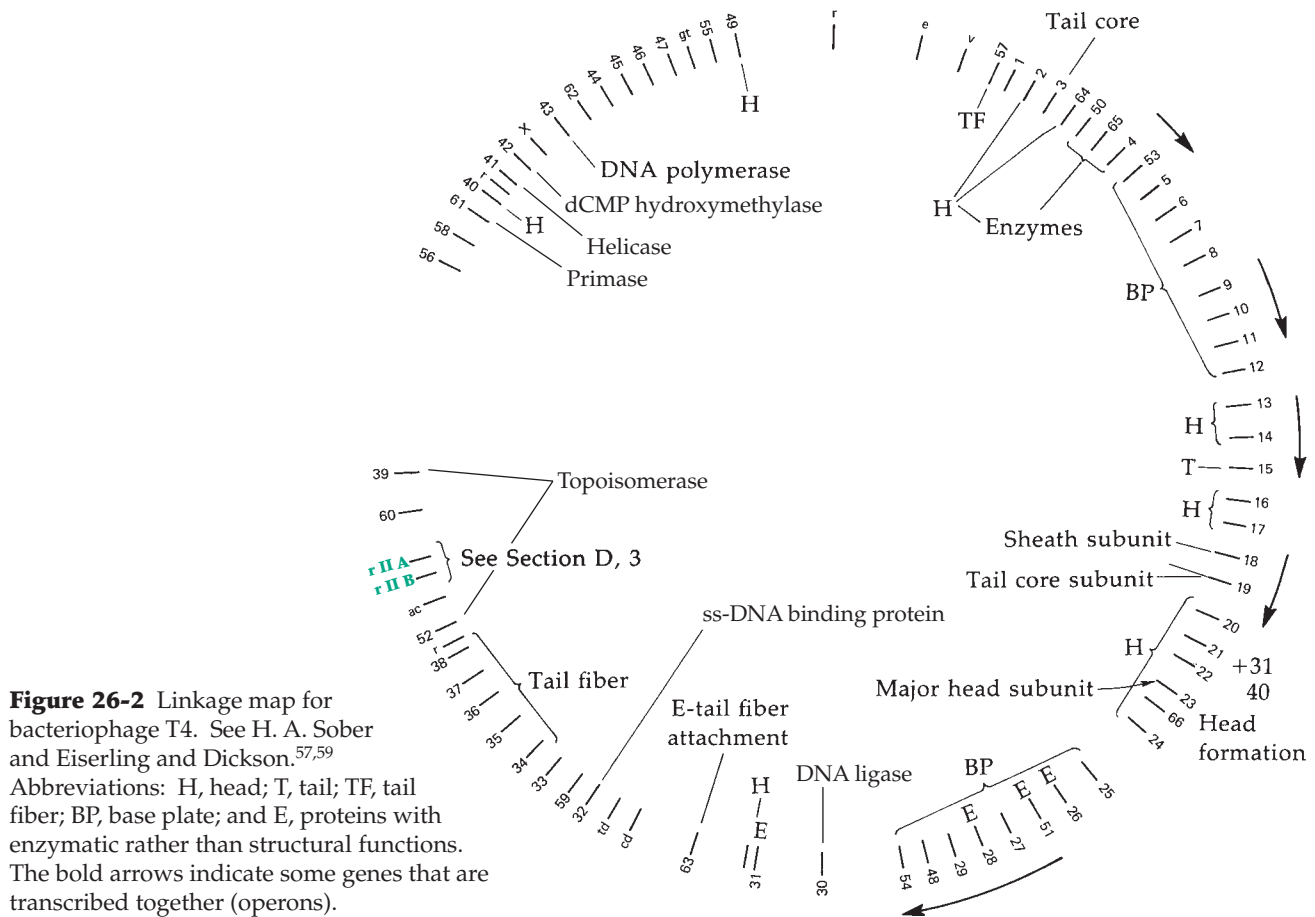 r
e
v
57
1
2
3
64
50
65
4
53
5
6
7
8
9
10
11
12
13
14
15
16
17
18
19
20
21
22
23
66
24
25
26
51
27
28
29
48
54
30
31
63
cd
td
32
59
33
34
35
36
37
38
r
52
ac
r II B
r II A
60
39
56
58
61
40
r
41
42
X
43
62
44
45
46
47
gt
55
49
Tail core
H
TF
H
Enzymes
DNA polymerase
dCMP hydroxymethylase
H
Helicase
Primase
BP
H
T
H
Topoisomerase
See Section D, 3
Sheath subunit
Tail core subunit
ss-DNA binding protein
H
+31
40
Major head subunit
Head
formation
Tail fiber
E-tail fiber
attachment
H
E
DNA ligase
BP
E
E
E
Figure 26-2 Linkage map for
bacteriophage T4. See H. A. Sober
and Eiserling and Dickson.57,59
Abbreviations: H, head; T, tail; TF, tail
fiber; BP, base plate; and E, proteins with
enzymatic rather than structural functions.
The bold arrows indicate some genes that are
transcribed together (operons).